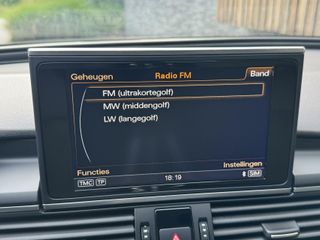 Geheugen Radio FM Band
FM (ultrakortegolf)
MW (middengolf)
LW (langegolf)
Functies Instellingen
TMC TP 18:19 SIM